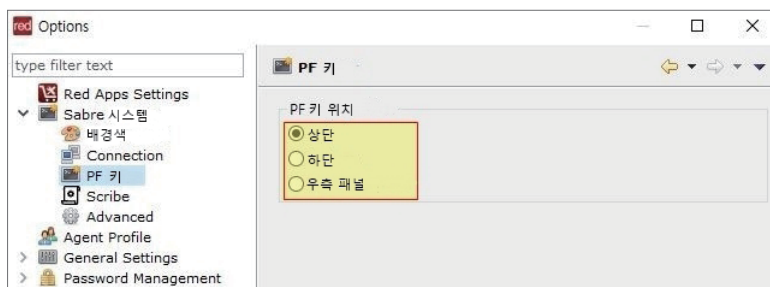 red Options
type filter text
Red Apps Settings
Sabre 시스템
배경색
Connection
PF 키
Scribe
Advanced
Agent Profile
General Settings
Password Management
PF 키
PF 키 위치
상단
하단
우측 패널